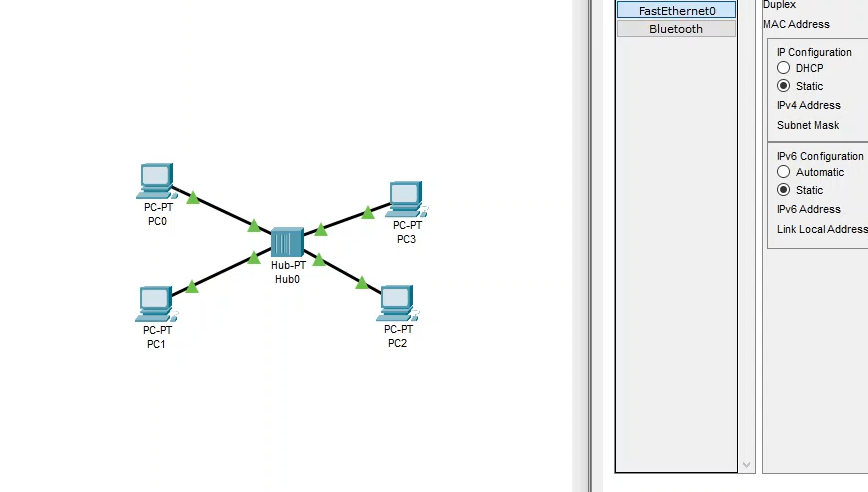 PC-PT
PC0
PC-PT
PC3
Hub-PT
Hub0
PC-PT
PC1
PC-PT
PC2
FastEthernet0
Bluetooth
Duplex
MAC Address
IP Configuration
DHCP
Static
IPv4 Address
Subnet Mask
IPv6 Configuration
Automatic
Static
IPv6 Address
Link Local Address